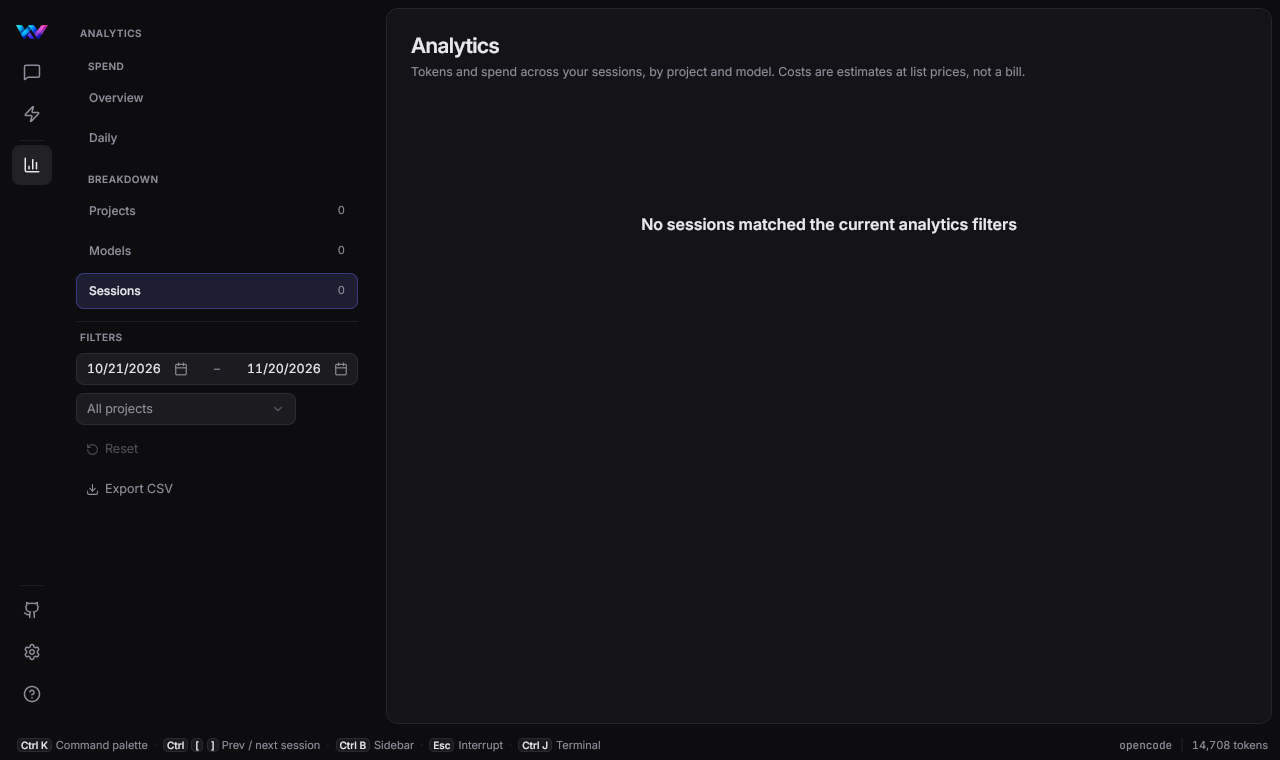 ANALYTICS
SPEND
Overview
Daily
BREAKDOWN
Projects 0
Models 0
Sessions 0
FILTERS
10/21/2026 – 11/20/2026
All projects
Reset
Export CSV
Analytics
Tokens and spend across your sessions, by project and model. Costs are estimates at list prices, not a bill.
No sessions matched the current analytics filters
Ctrl K Command palette · Ctrl [ ] Prev / next session · Ctrl B Sidebar · Esc Interrupt · Ctrl J Terminal
opencode 14,708 tokens